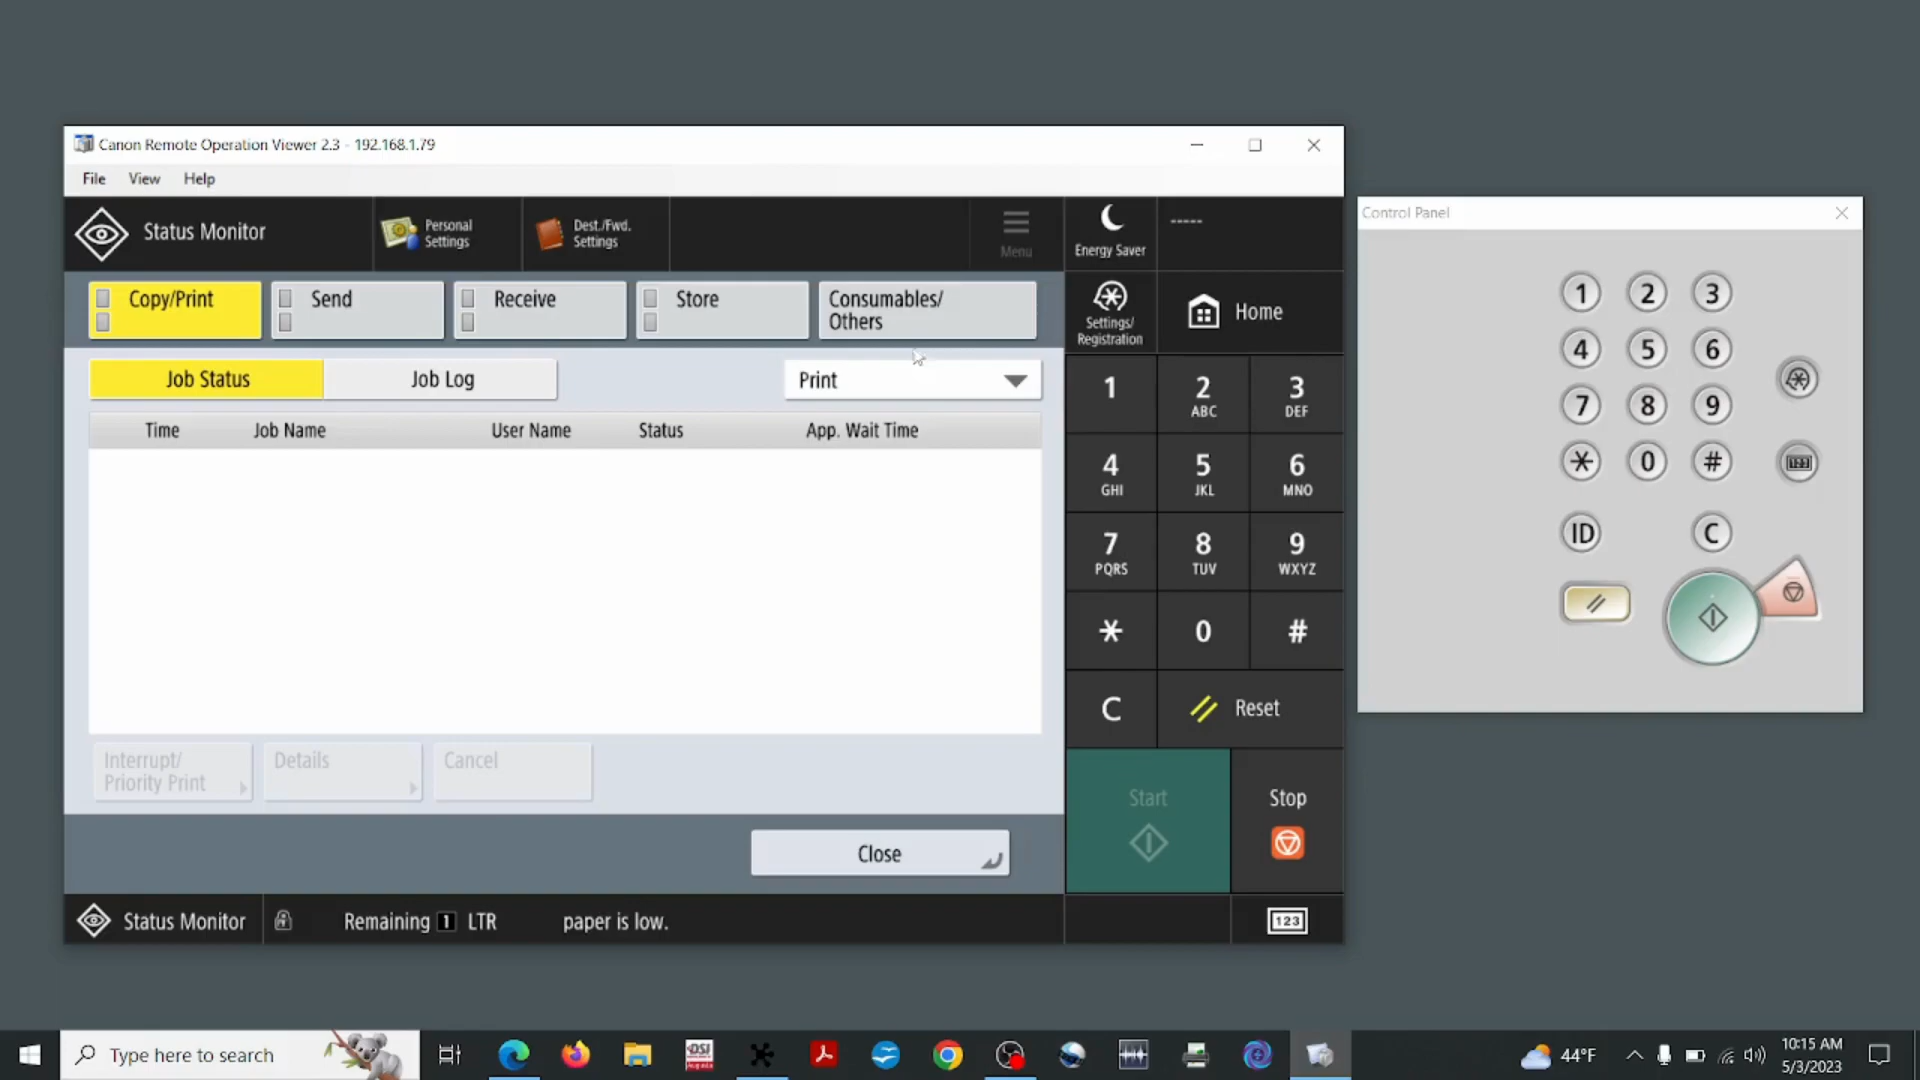 Canon Remote Operation Viewer 2.3 - 192.168.1.79
File View Help
Status Monitor
Personal
Settings
Dest./Fwd.
Settings
Menu
Energy Saver
-----
Copy/Print
Send
Receive
Store
Consumables/
Others
Settings/
Registration
Home
Job Status
Job Log
Print
Time Job Name User Name Status App. Wait Time
1
2
ABC
3
DEF
4
GHI
5
JKL
6
MNO
7
PQRS
8
TUV
9
WXYZ
* 0 #
C
Reset
Interrupt/
Priority Print
Details
Cancel
Start
Stop
Close
Status Monitor
Remaining 1 LTR paper is low.
123
Control Panel
1 2 3
4 5 6
7 8 9
* 0 #
ID C
Type here to search
44°F
10:15 AM
5/3/2023